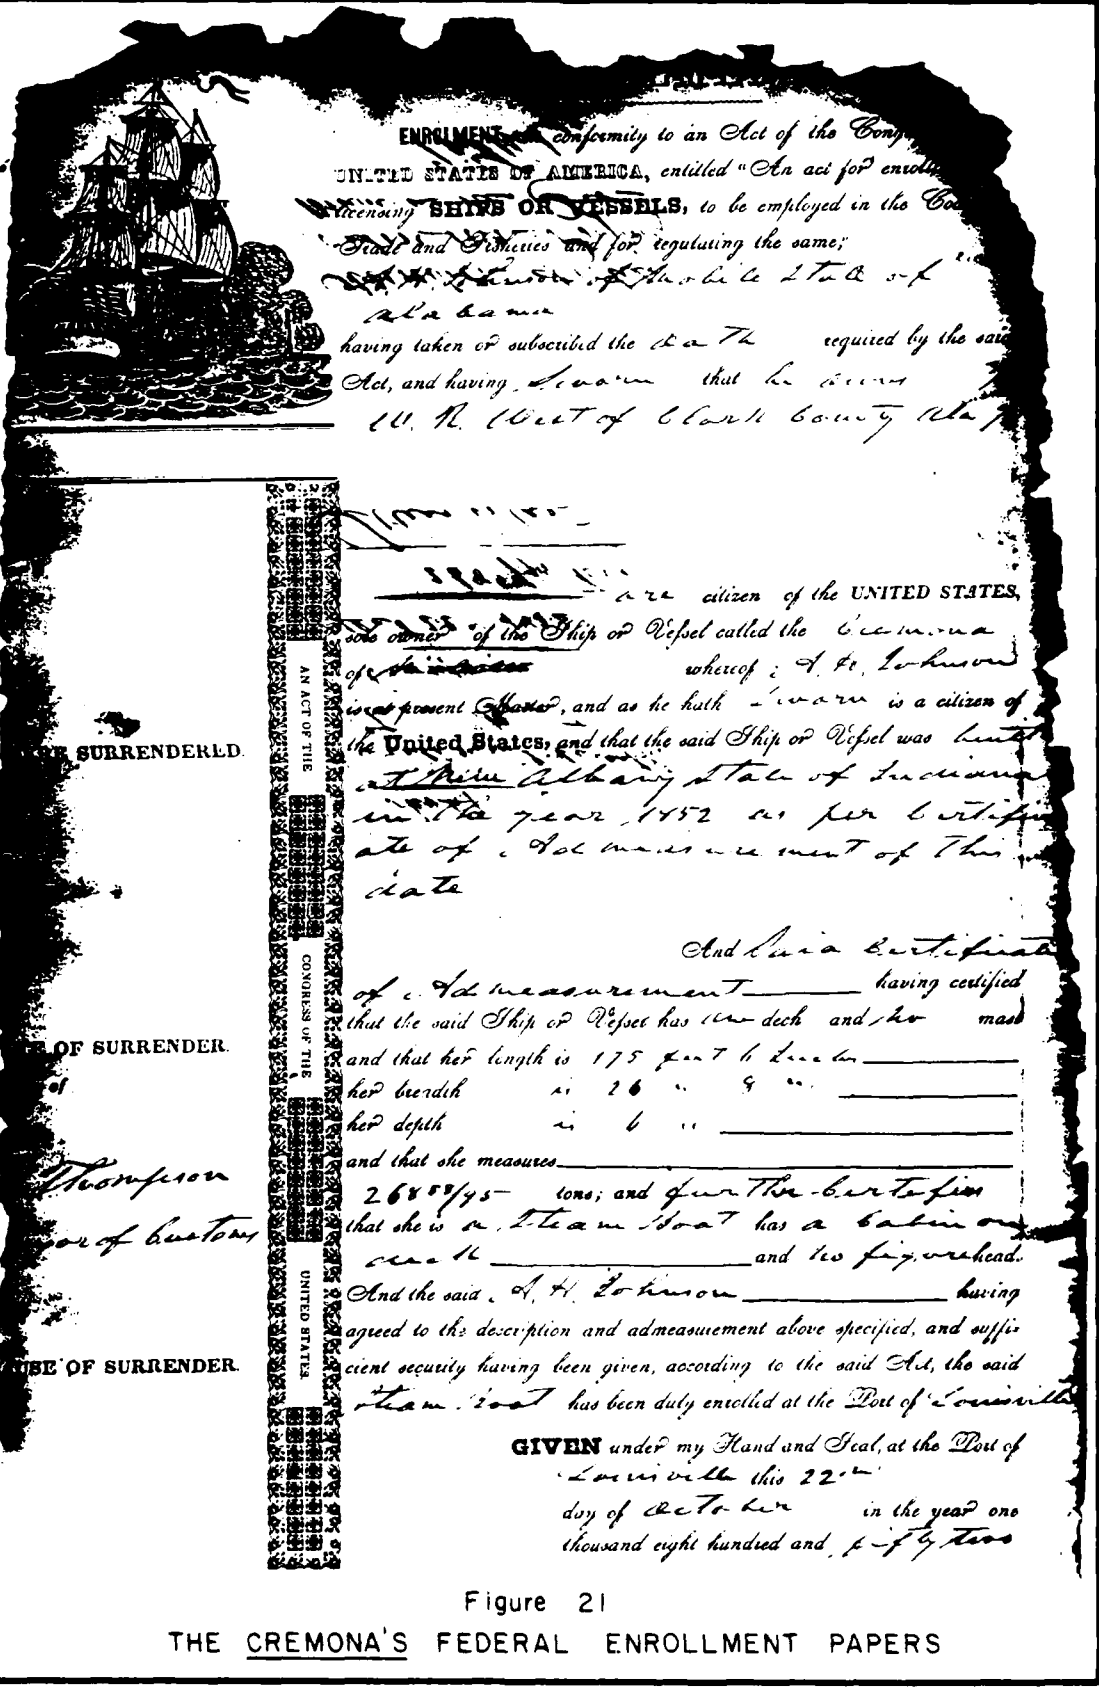 ENROLMENT conformity to an Act of the
UNITED STATES OF AMERICA, entitled "An act for
licensing SHIPS OR VESSELS, to be employed in the
Trade and Fisheries and for regulating the same;
Johnson of Mobile State of
Alabama
having taken or subscribed the oath required by the said
Act, and having Sworn that he
W. R. West of Clark County Ala
are citizen of the UNITED STATES,
sole owner of the Ship or Vessel called the Cremona
of whereof A. H. Johnson
is at present Master, and as he hath Sworn is a citizen of
the United States, and that the said Ship or Vessel was built
at New Albany State of Indiana
in the year 1852 as per Certific
ate of Admeasurement of this
date
And Said Certificate
of Admeasurement having certified
that the said Ship or Vessel has one deck and no mast
and that her length is 175 feet 6 Inches
her breadth is 26 " 8 "
her depth is 6 "
and that she measures
tons; and further Certifies
that she is a Steam Boat has a Cabin on
deck and no figurehead.
And the said A. H. Johnson having
agreed to the description and admeasurement above specified, and suffi-
cient security having been given, according to the said Act, the said
Steam Boat has been duly enrolled at the Port of Louisville
GIVEN under my Hand and Seal, at the Port of
Louisville this 22
day of October in the year one
thousand eight hundred and fifty two
SURRENDERED.
OF SURRENDER.
of
Thompson
or of Customs
SE OF SURRENDER.
AN ACT OF THE
CONGRESS OF THE
UNITED STATES.
Figure 21
THE CREMONA'S FEDERAL ENROLLMENT PAPERS